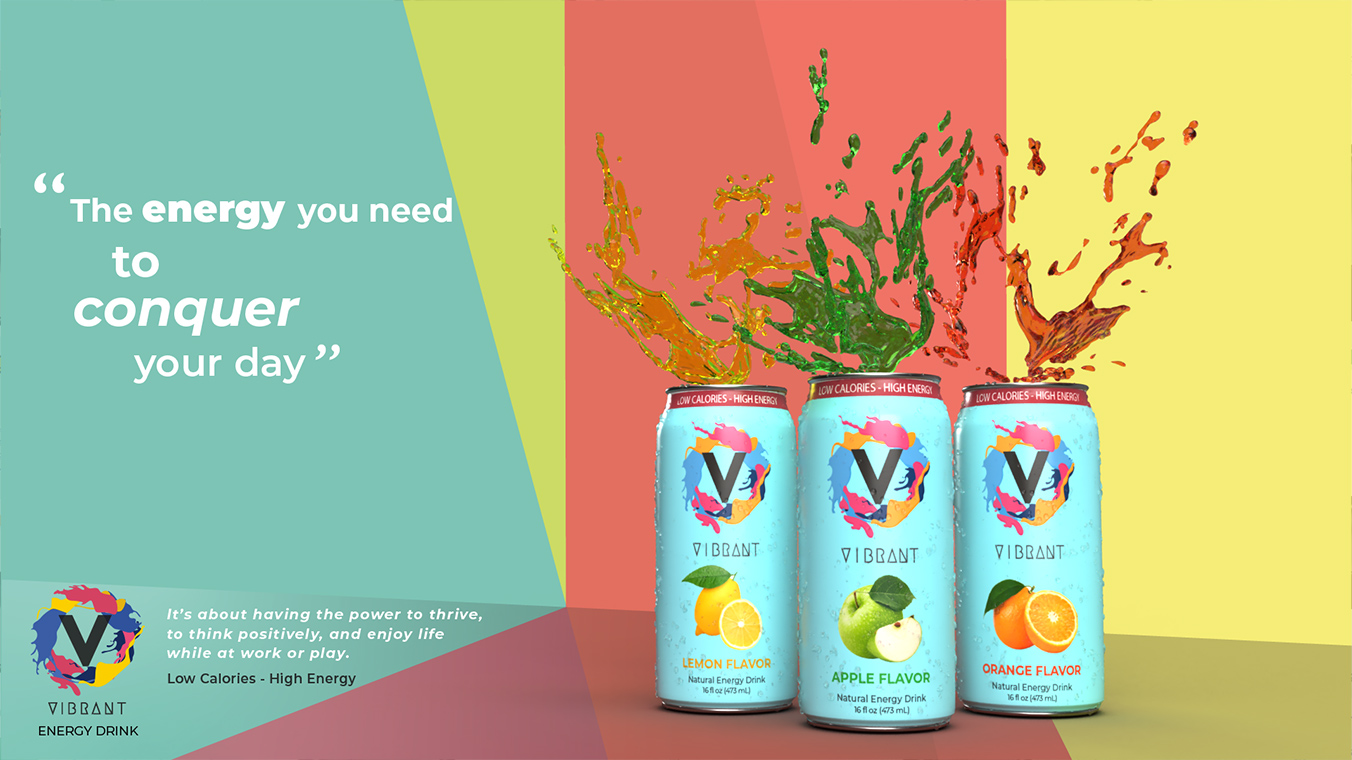 “The energy you need
to
conquer
your day”
LOW CALORIES - HIGH ENERGY
V
VIBRANT
LEMON FLAVOR
Natural Energy Drink
16 fl oz (473 mL)
LOW CALORIES - HIGH ENERGY
V
VIBRANT
APPLE FLAVOR
Natural Energy Drink
16 fl oz (473 mL)
LOW CALORIES - HIGH ENERGY
V
VIBRANT
ORANGE FLAVOR
Natural Energy Drink
16 fl oz (473 mL)
V
VIBRANT
ENERGY DRINK
It’s about having the power to thrive,
to think positively, and enjoy life
while at work or play.
Low Calories - High Energy